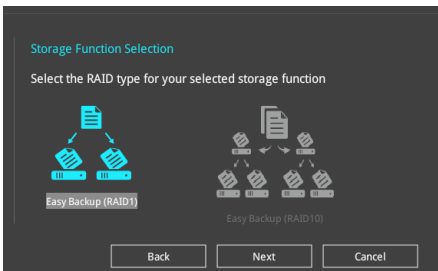 Storage Function Selection
Select the RAID type for your selected storage function
Easy Backup (RAID1)
Easy Backup (RAID10)
Back
Next
Cancel